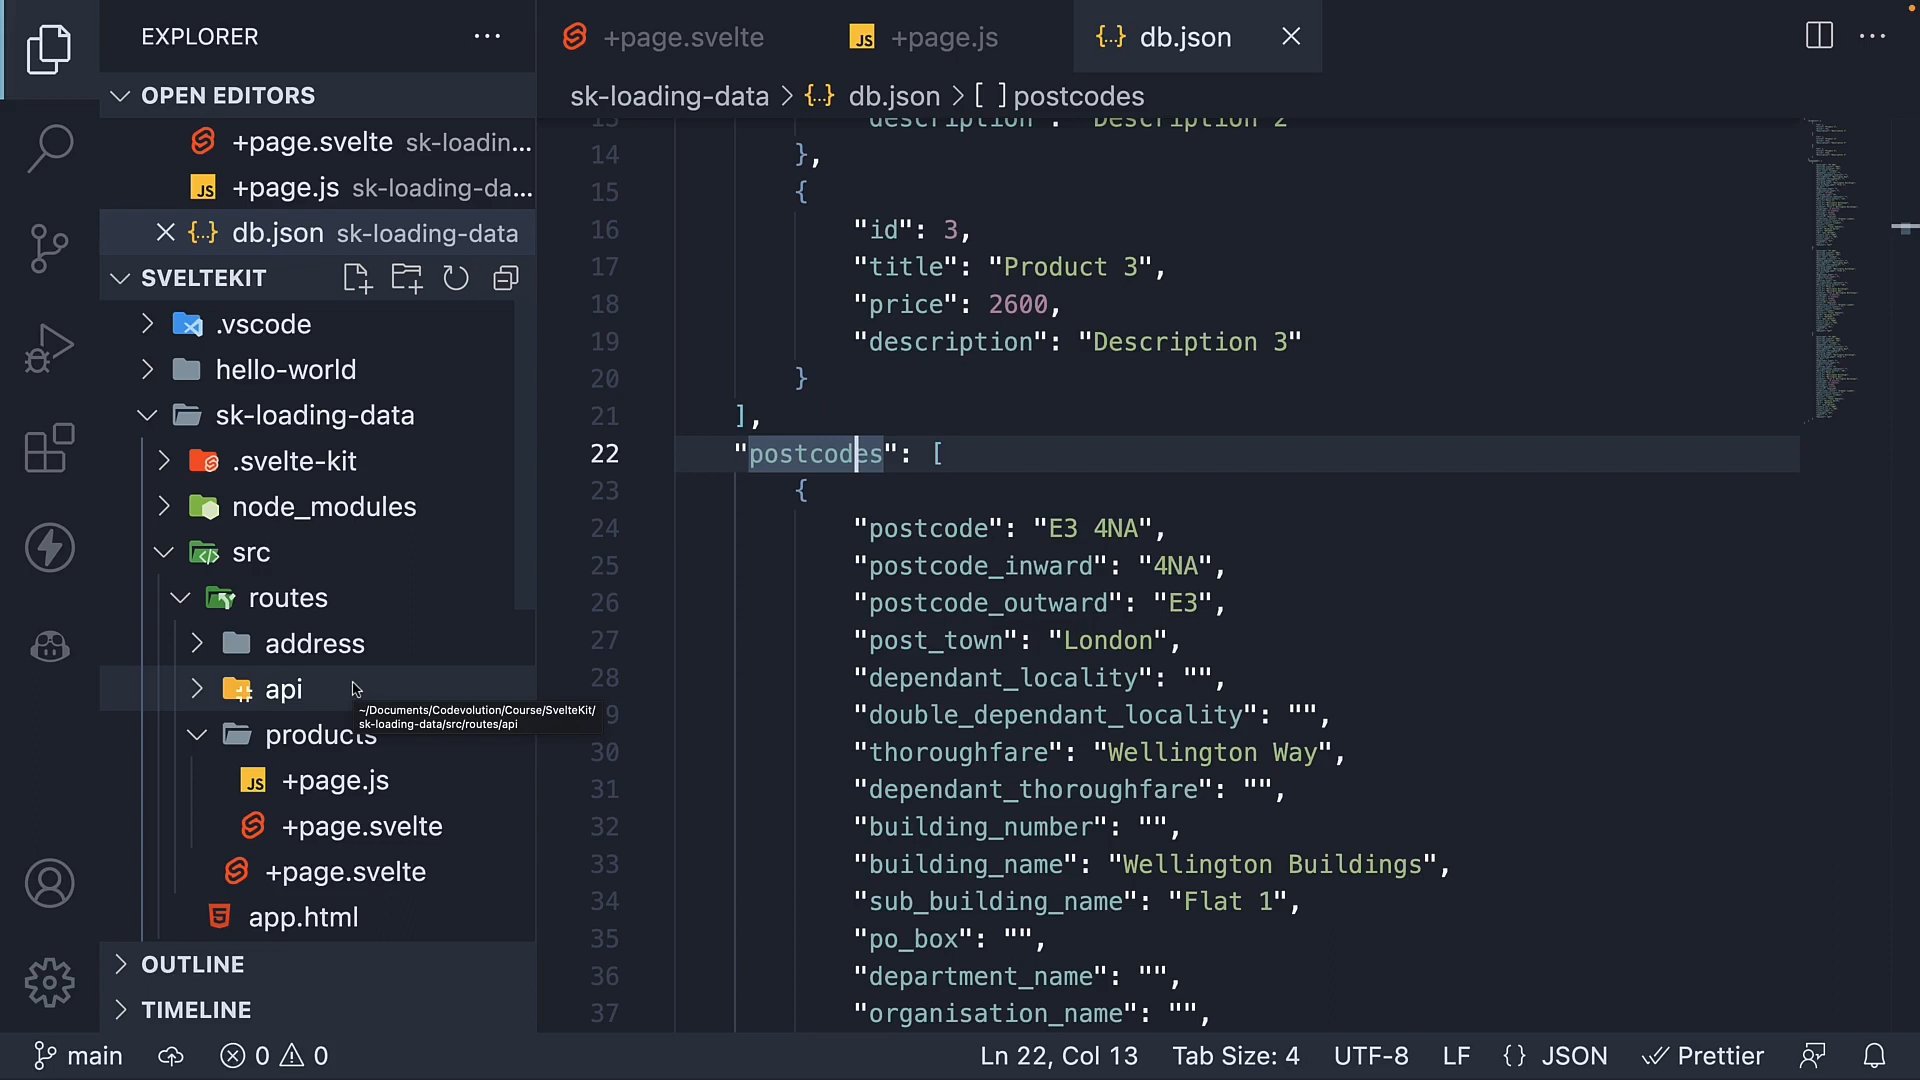 EXPLORER
OPEN EDITORS
+page.svelte sk-loadin...
+page.js sk-loading-da...
db.json sk-loading-data
SVELTEKIT
.vscode
hello-world
sk-loading-data
.svelte-kit
node_modules
src
routes
address
api
~/Documents/Codevolution/Course/SvelteKit/
sk-loading-data/src/routes/api
products
+page.js
+page.svelte
+page.svelte
app.html
OUTLINE
TIMELINE
+page.svelte
JS +page.js
{..} db.json
sk-loading-data > {..} db.json > [ ] postcodes
13 "description": "Description 2"
14 },
15 {
16 "id": 3,
17 "title": "Product 3",
18 "price": 2600,
19 "description": "Description 3"
20 }
21 ],
22 "postcodes": [
23 {
24 "postcode": "E3 4NA",
25 "postcode_inward": "4NA",
26 "postcode_outward": "E3",
27 "post_town": "London",
28 "dependant_locality": "",
9 "double_dependant_locality": "",
30 "thoroughfare": "Wellington Way",
31 "dependant_thoroughfare": "",
32 "building_number": "",
33 "building_name": "Wellington Buildings",
34 "sub_building_name": "Flat 1",
35 "po_box": "",
36 "department_name": "",
37 "organisation_name": "",
main 0 0 Ln 22, Col 13 Tab Size: 4 UTF-8 LF {} JSON Prettier